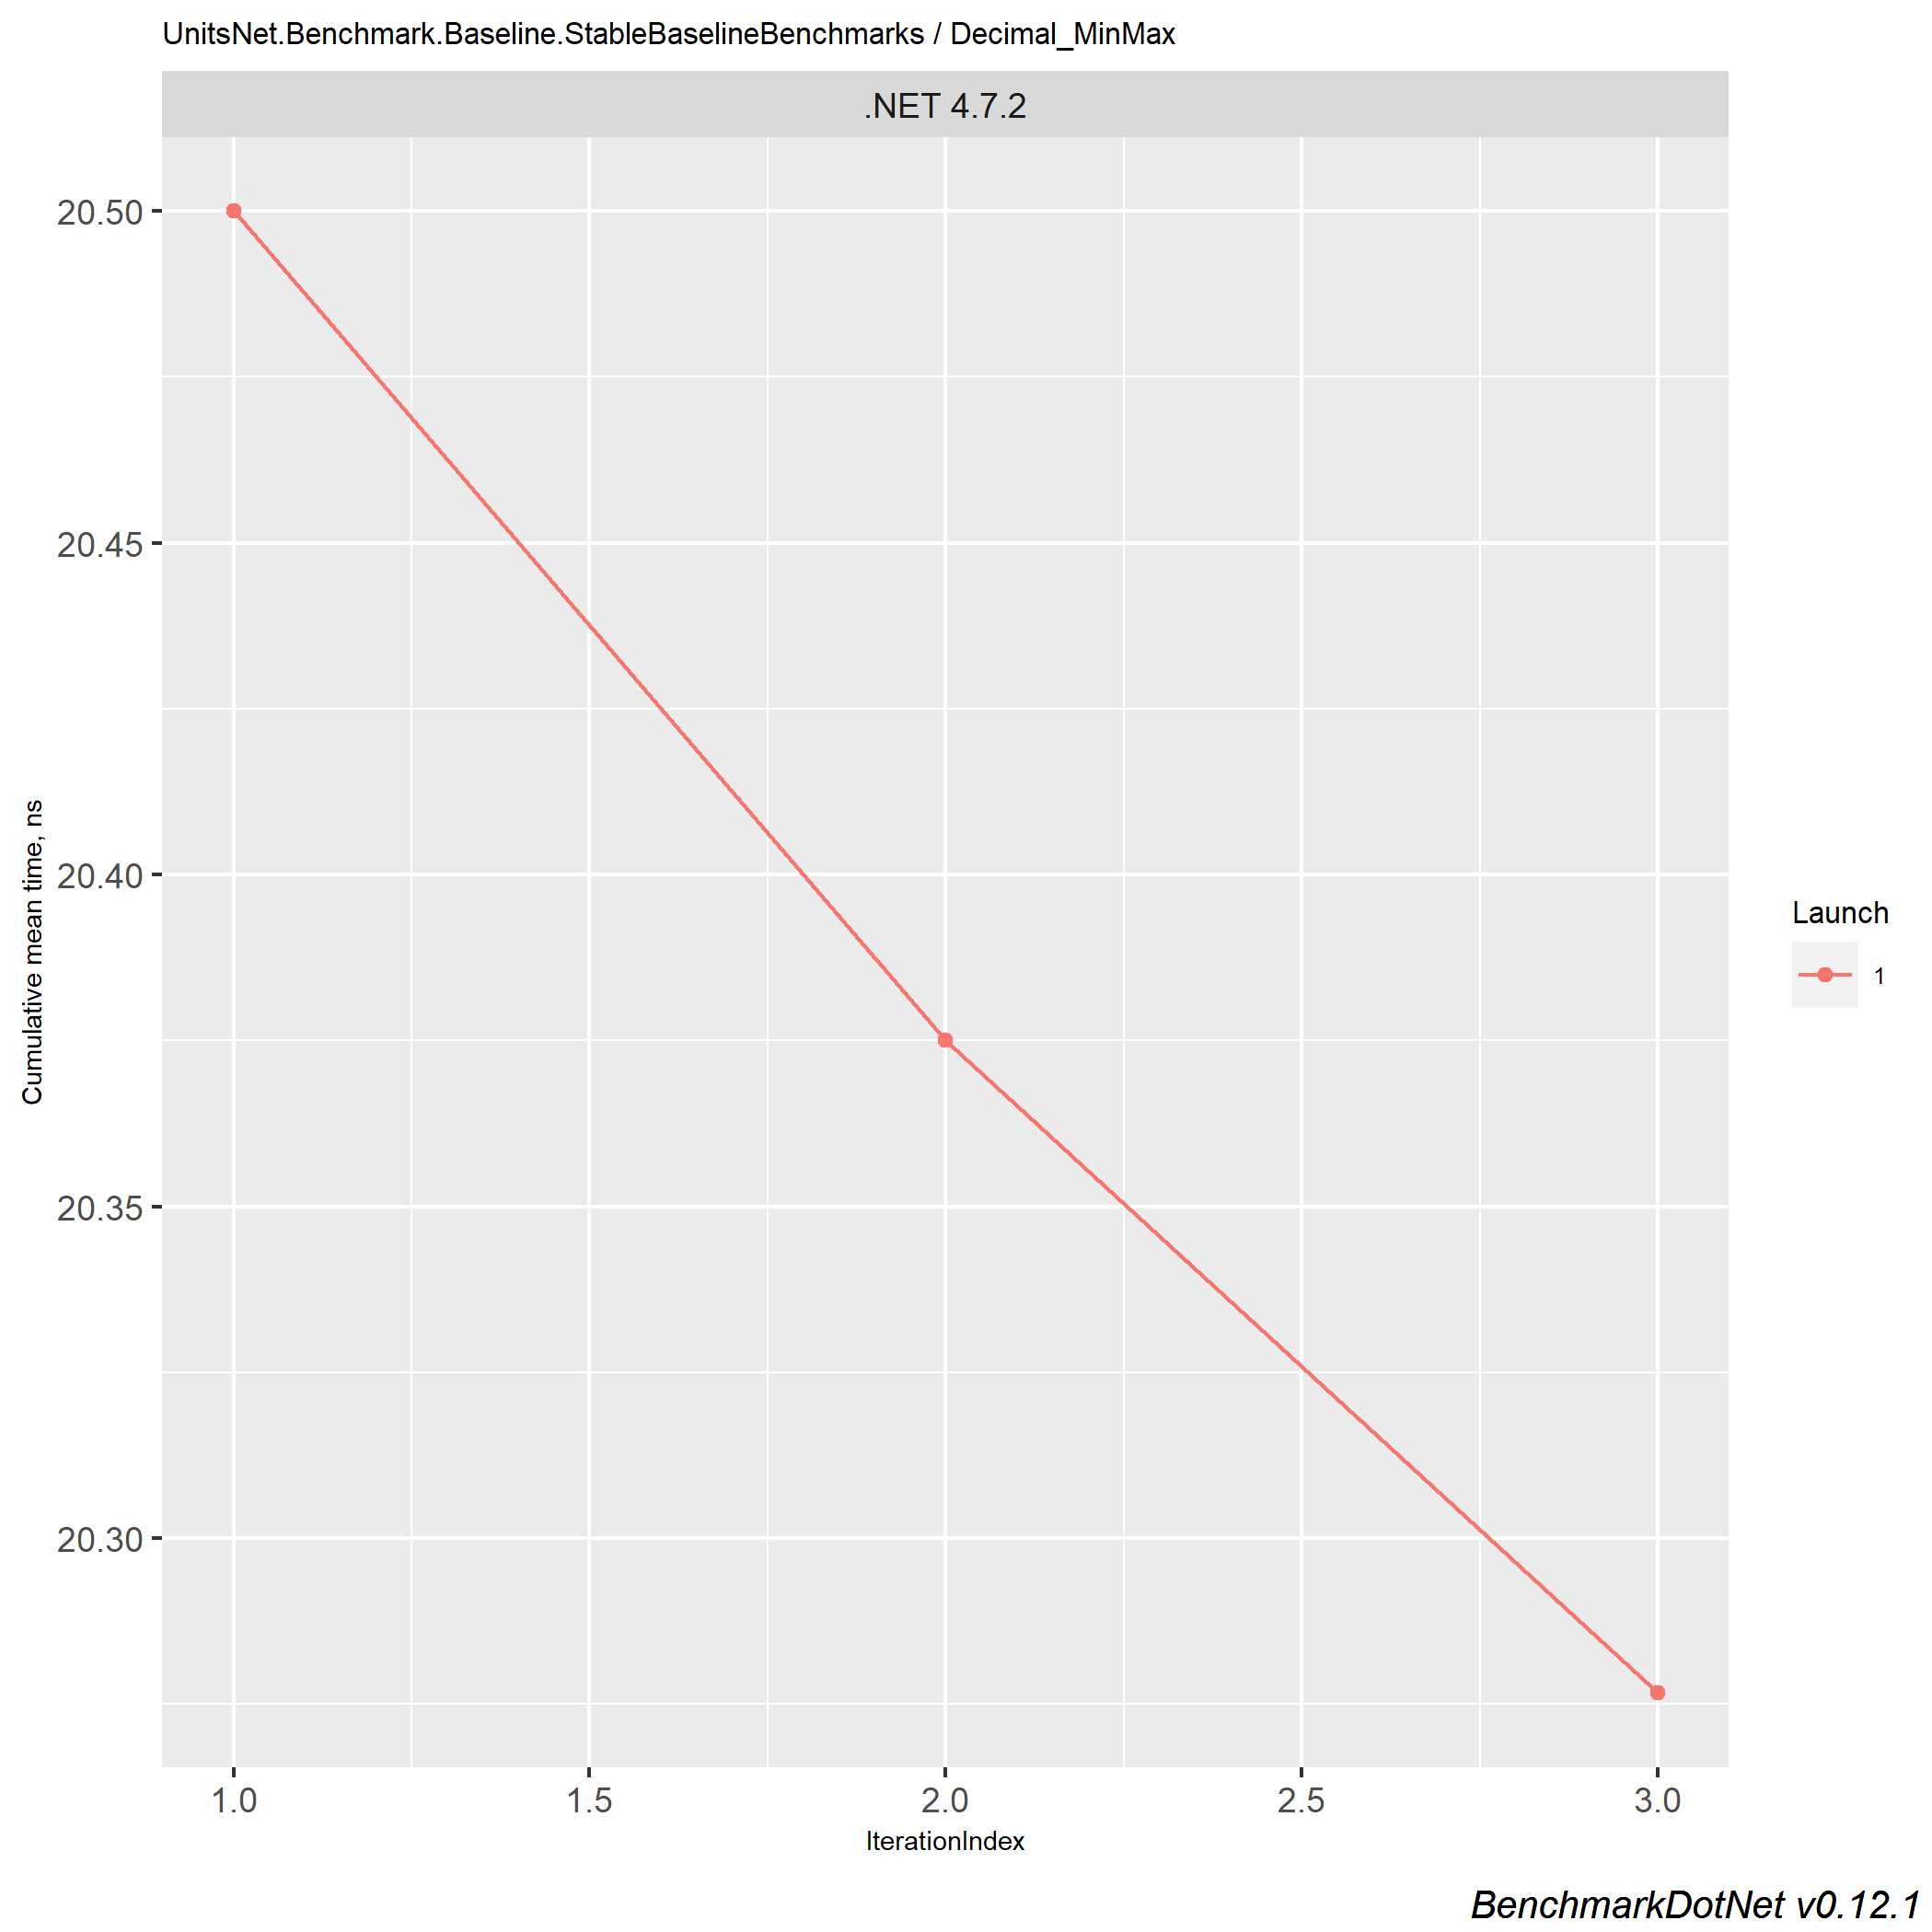 UnitsNet.Benchmark.Baseline.StableBaselineBenchmarks / Decimal_MinMax
.NET 4.7.2
20.50
20.45
20.40
20.35
20.30
Cumulative mean time, ns
1.0 1.5 2.0 2.5 3.0
IterationIndex
Launch
1
BenchmarkDotNet v0.12.1